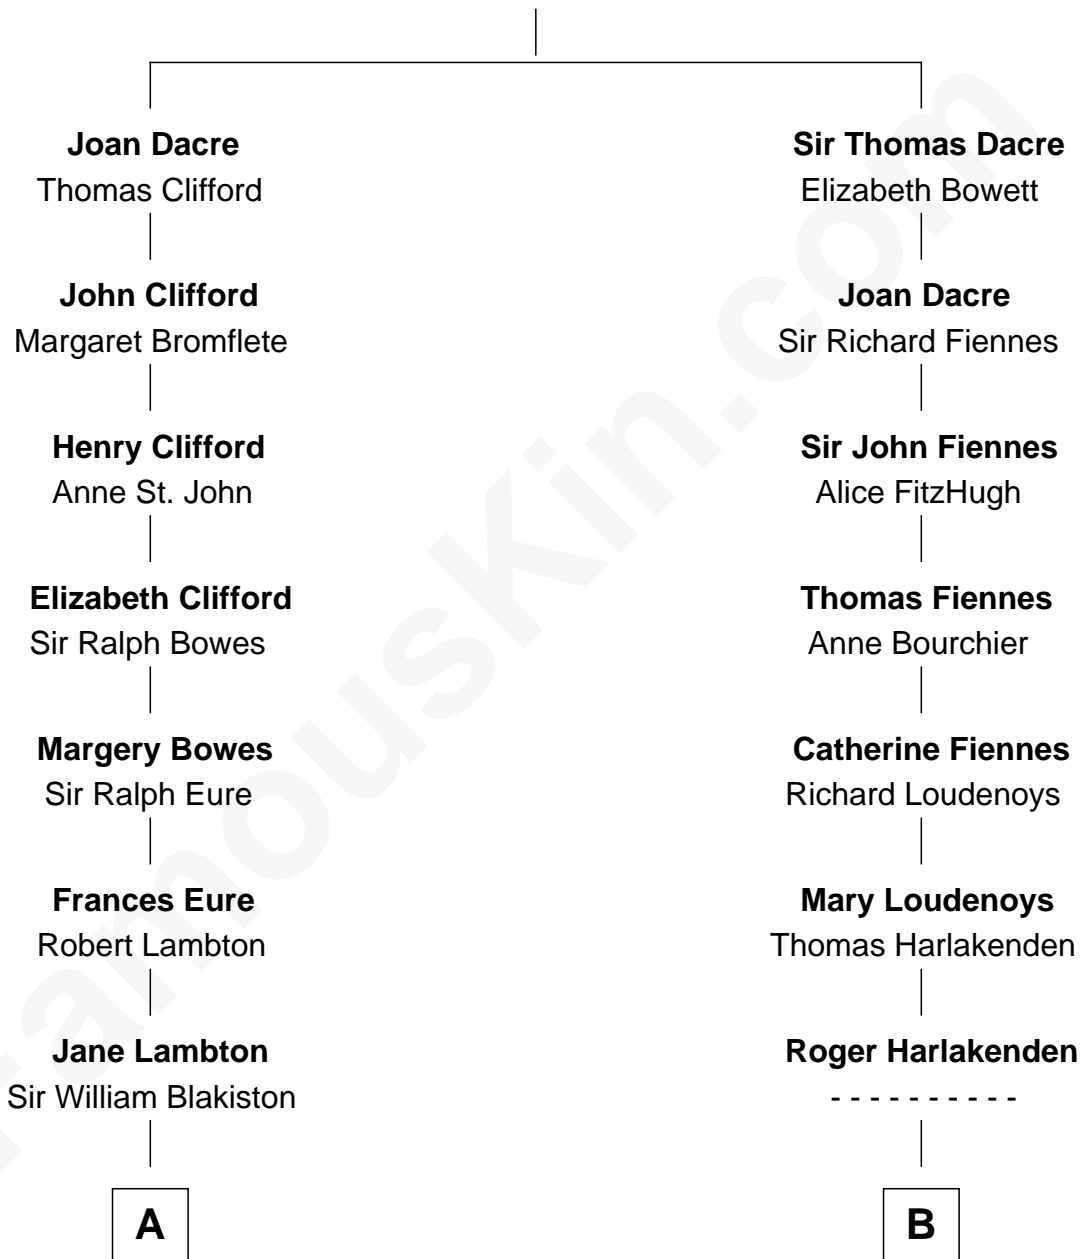 Joan Dacre
Thomas Clifford
Sir Thomas Dacre
Elizabeth Bowett
John Clifford
Margaret Bromflete
Joan Dacre
Sir Richard Fiennes
Henry Clifford
Anne St. John
Sir John Fiennes
Alice FitzHugh
Elizabeth Clifford
Sir Ralph Bowes
Thomas Fiennes
Anne Bourchier
Margery Bowes
Sir Ralph Eure
Catherine Fiennes
Richard Loudenoys
Frances Eure
Robert Lambton
Mary Loudenoys
Thomas Harlakenden
Jane Lambton
Sir William Blakiston
Roger Harlakenden
- - - - - - - - - -
A
B
FamousKin.com